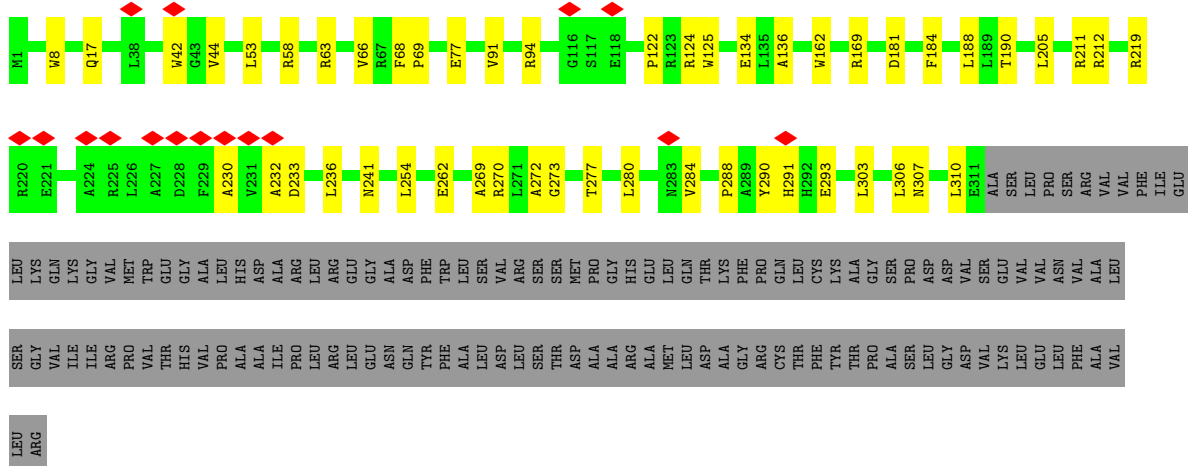 M1 W8 Q17 L38 W42 G43 V44 L53 R58 R63 V66 R67 F68 P69 E77 V91 R94 G116 S117 E118 P122 R123 R124 W125 E134 L135 A136 W162 R169 D181 F184 L188 L189 T190 L205 R211 R212 R219
R220 E221 A224 R225 L226 A227 D228 F229 A230 V231 A232 D233 L236 N241 L254 E262 A269 R270 L271 A272 G273 T277 L280 N283 V284 P288 A289 Y290 H291 H292 E293 L303 L306 N307 L310 E311 ALA SER LEU PRO SER ARG VAL VAL PHE ILE GLU
LEU LYS GLN LYS GLY VAL MET TRP GLU GLY ALA LEU HIS ASP ALA ARG LEU ARG GLU GLY ALA ASP PHE TRP LEU SER VAL ARG SER SER MET PRO GLY HIS GLU LEU GLN THR LYS PHE PRO GLN LEU CYS LYS ALA GLY SER PRO ASP ASP VAL SER GLU VAL VAL ASN VAL ALA LEU
SER GLY VAL ILE ILE ARG PRO VAL THR HIS VAL PRO ALA ALA ILE PRO LEU ARG LEU GLU ASN GLN TYR PHE ALA LEU ASP LEU SER THR ASP ALA ALA ARG ALA MET LEU ASP ALA GLY ARG CYS THR PHE TYR THR PRO ALA SER LEU GLY ASP VAL LYS LEU GLU LEU PHE ALA VAL
LEU ARG